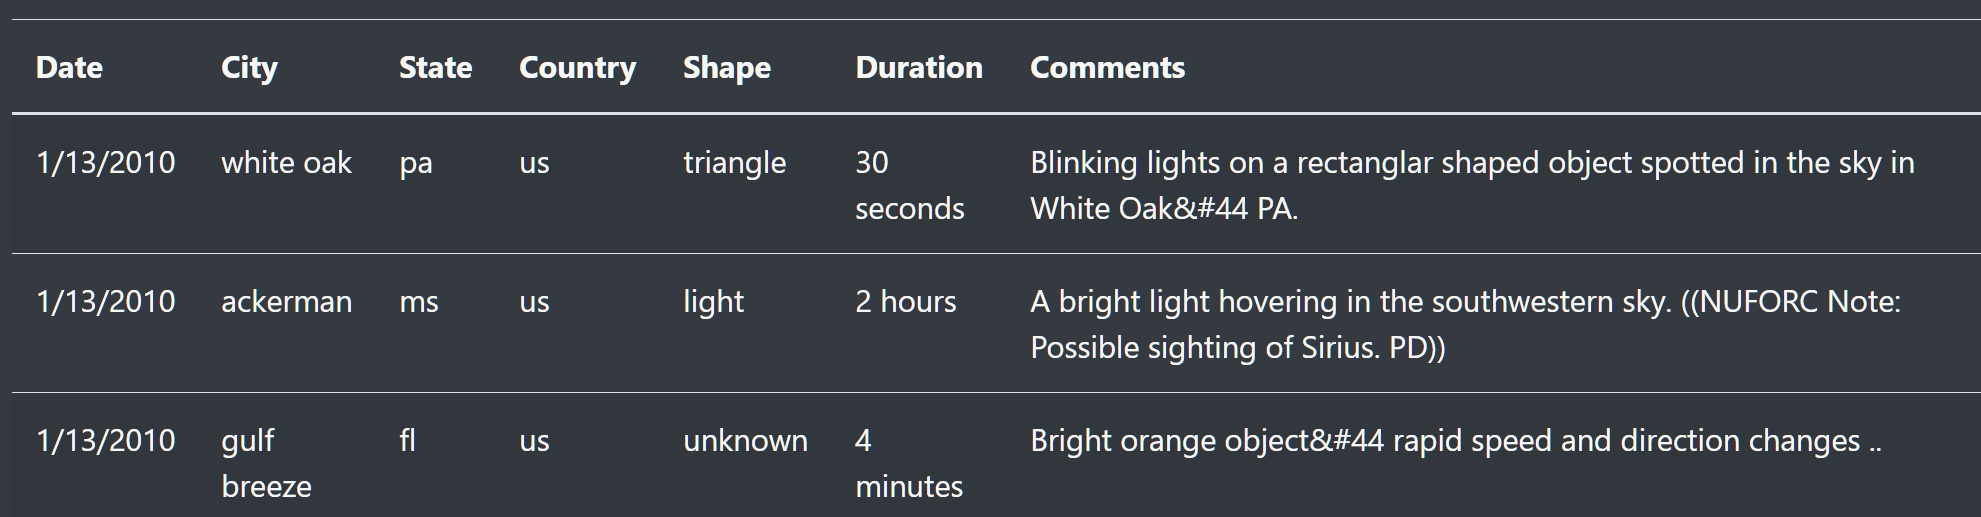 Date City State Country Shape Duration Comments
1/13/2010 white oak pa us triangle 30 Blinking lights on a rectanglar shaped object spotted in the sky in
seconds White Oak&#44 PA.
1/13/2010 ackerman ms us light 2 hours A bright light hovering in the southwestern sky. ((NUFORC Note:
Possible sighting of Sirius. PD))
1/13/2010 gulf fl us unknown 4 Bright orange object&#44 rapid speed and direction changes ..
breeze minutes